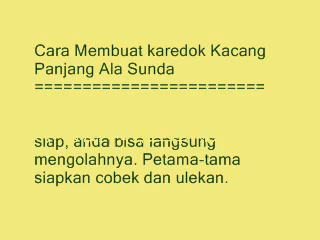 Cara Membuat karedok Kacang
Panjang Ala Sunda
========================
siap, anda bisa langsung
mengolahnya. Petama-tama
siapkan cobek dan ulekan.